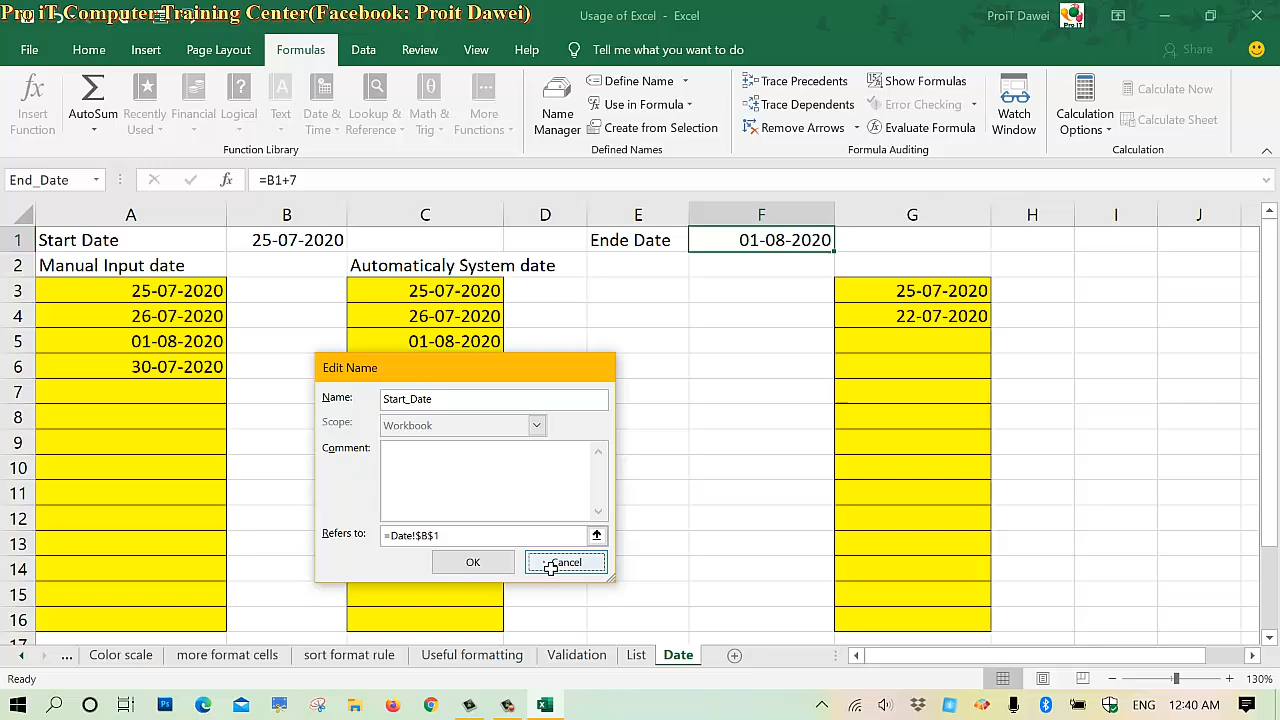 Pro iT Computer Training Center(Facebook: Proit Dawei)
Usage of Excel - Excel
ProiT Dawei
File Home Insert Page Layout Formulas Data Review View Help Tell me what you want to do Share
Insert Function
AutoSum
Recently Used
Financial
Logical
Text
Date & Time
Lookup & Reference
Math & Trig
More Functions
Function Library
Name Manager
Define Name
Use in Formula
Create from Selection
Defined Names
Trace Precedents
Trace Dependents
Remove Arrows
Show Formulas
Error Checking
Evaluate Formula
Formula Auditing
Watch Window
Calculation Options
Calculate Now
Calculate Sheet
Calculation
End_Date fx =B1+7
A B C D E F G H I J
1 Start Date 25-07-2020 Ende Date 01-08-2020
2 Manual Input date Automaticaly System date
3 25-07-2020 25-07-2020 25-07-2020
4 26-07-2020 26-07-2020 22-07-2020
5 01-08-2020 01-08-2020
6 30-07-2020
7
8
9
10
11
12
13
14
15
16
17
Edit Name
Name: Start_Date
Scope: Workbook
Comment:
Refers to: =Date!$B$1
OK Cancel
... Color scale more format cells sort format rule Useful formatting Validation List Date
Ready 130%
ENG 12:40 AM